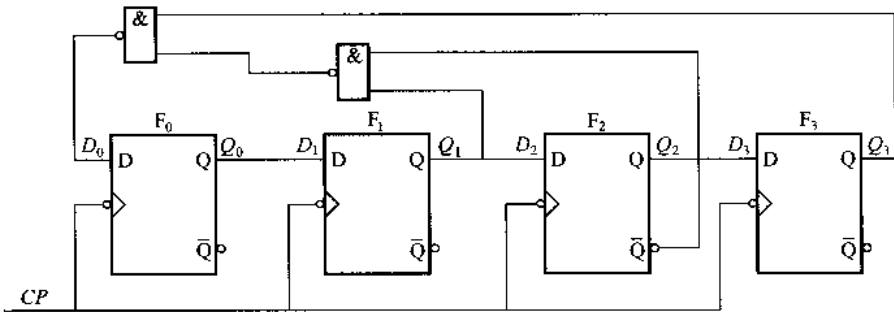 &
&
F₀ F₁ F₂ F₃
D₀ D Q Q₀ D₁ D Q Q₁ D₂ D Q Q₂ D₃ D Q Q₃
Q̄ Q̄ Q̄ Q̄
CP